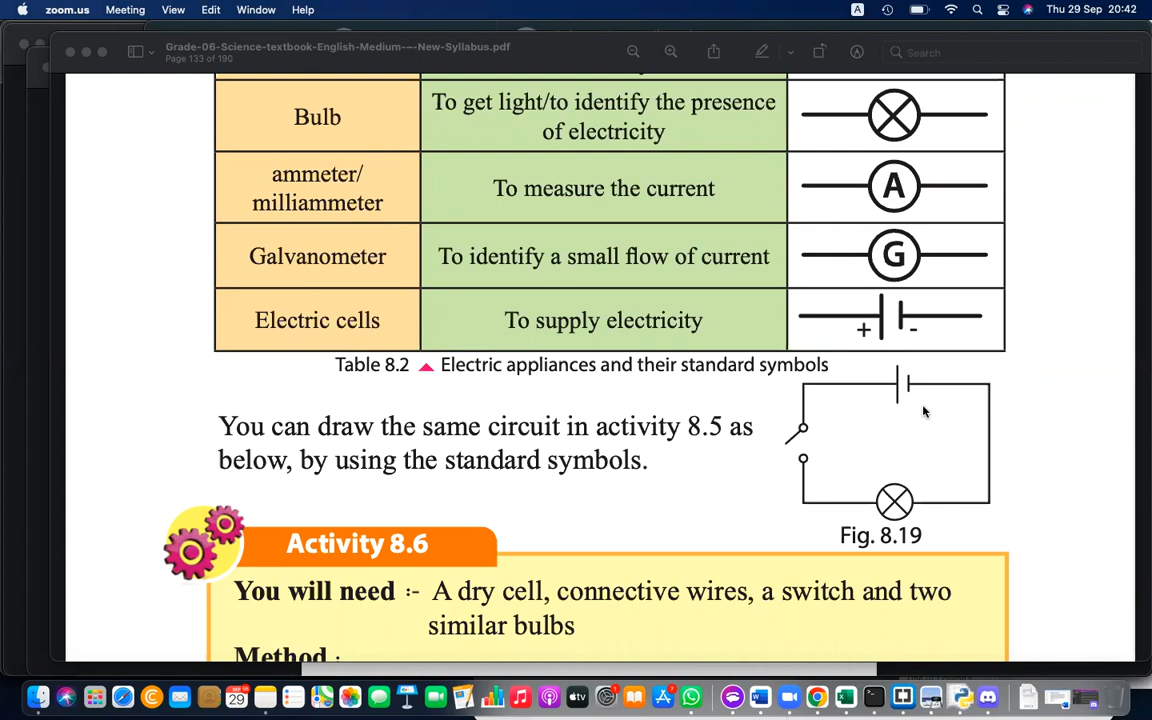 zoom.us Meeting View Edit Window Help
A Thu 29 Sep 20:42
Grade-06-Science-textbook-English-Medium-–-New-Syllabus.pdf
Page 133 of 190
Search
Bulb
To get light/to identify the presence
of electricity
ammeter/
milliammeter
To measure the current
A
Galvanometer
To identify a small flow of current
G
Electric cells
To supply electricity
+ -
Table 8.2 Electric appliances and their standard symbols
You can draw the same circuit in activity 8.5 as
below, by using the standard symbols.
Fig. 8.19
Activity 8.6
You will need :- A dry cell, connective wires, a switch and two
similar bulbs
Method :
SEP
29
tv